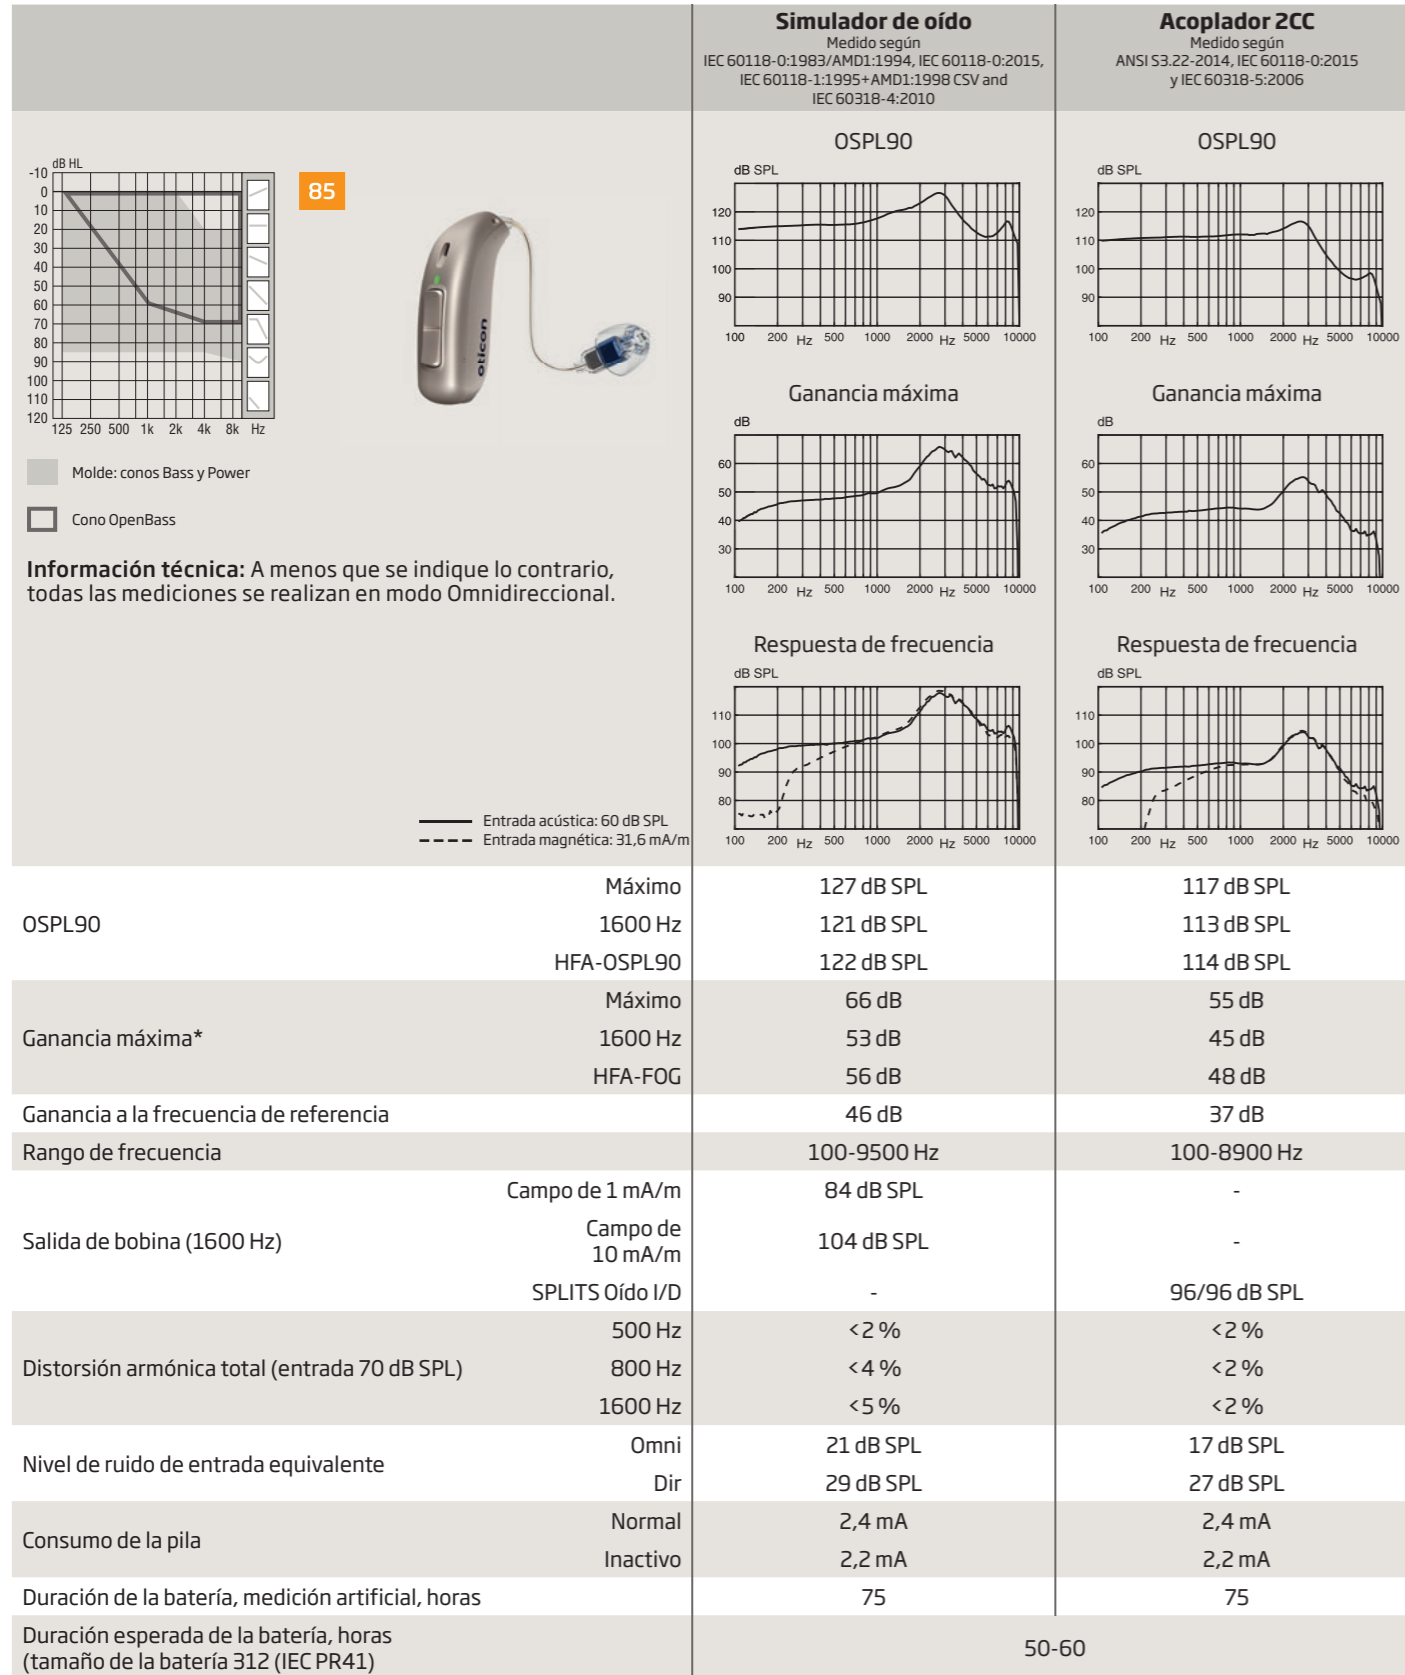 Simulador de oído
Medido según
IEC 60118-0:1983/AMD1:1994, IEC 60118-0:2015,
IEC 60118-1:1995+AMD1:1998 CSV and
IEC 60318-4:2010
Acoplador 2CC
Medido según
ANSI S3.22-2014, IEC 60118-0:2015
y IEC 60318-5:2006
dB HL
-10
0
10
20
30
40
50
60
70
80
90
100
110
120
125 250 500 1k 2k 4k 8k Hz
85
oticon
Molde: conos Bass y Power
Cono OpenBass
Información técnica: A menos que se indique lo contrario,
todas las mediciones se realizan en modo Omnidireccional.
Entrada acústica: 60 dB SPL
Entrada magnética: 31,6 mA/m
OSPL90
dB SPL
120
110
100
90
100 200 Hz 500 1000 2000 Hz 5000 10000
OSPL90
dB SPL
120
110
100
90
100 200 Hz 500 1000 2000 Hz 5000 10000
Ganancia máxima
dB
60
50
40
30
100 200 Hz 500 1000 2000 Hz 5000 10000
Ganancia máxima
dB
60
50
40
30
100 200 Hz 500 1000 2000 Hz 5000 10000
Respuesta de frecuencia
dB SPL
110
100
90
80
100 200 Hz 500 1000 2000 Hz 5000 10000
Respuesta de frecuencia
dB SPL
110
100
90
80
100 200 Hz 500 1000 2000 Hz 5000 10000
OSPL90
Máximo 127 dB SPL 117 dB SPL
1600 Hz 121 dB SPL 113 dB SPL
HFA-OSPL90 122 dB SPL 114 dB SPL
Ganancia máxima*
Máximo 66 dB 55 dB
1600 Hz 53 dB 45 dB
HFA-FOG 56 dB 48 dB
Ganancia a la frecuencia de referencia 46 dB 37 dB
Rango de frecuencia 100-9500 Hz 100-8900 Hz
Salida de bobina (1600 Hz)
Campo de 1 mA/m 84 dB SPL -
Campo de
10 mA/m 104 dB SPL -
SPLITS Oído I/D - 96/96 dB SPL
Distorsión armónica total (entrada 70 dB SPL)
500 Hz <2 % <2 %
800 Hz <4 % <2 %
1600 Hz <5 % <2 %
Nivel de ruido de entrada equivalente
Omni 21 dB SPL 17 dB SPL
Dir 29 dB SPL 27 dB SPL
Consumo de la pila
Normal 2,4 mA 2,4 mA
Inactivo 2,2 mA 2,2 mA
Duración de la batería, medición artificial, horas 75 75
Duración esperada de la batería, horas
(tamaño de la batería 312 (IEC PR41) 50-60